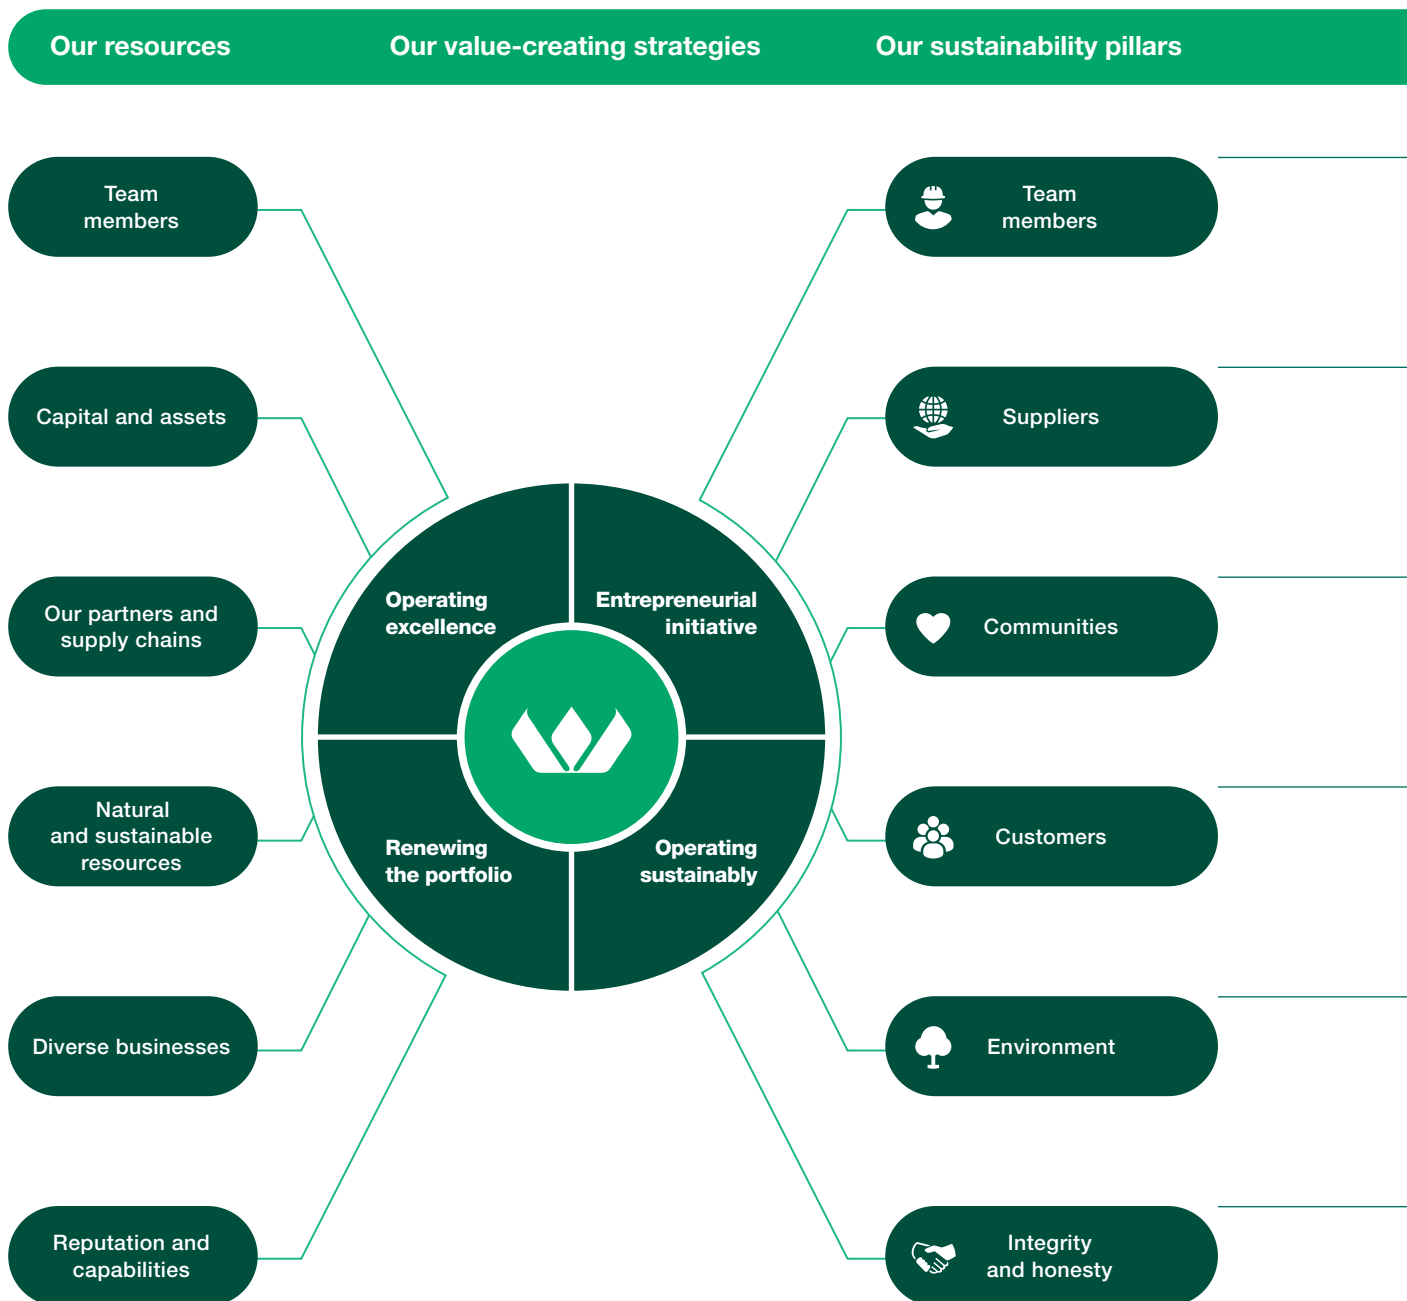 Our resources
Our value-creating strategies
Our sustainability pillars
Team
members
Capital and assets
Our partners and
supply chains
Natural
and sustainable
resources
Diverse businesses
Reputation and
capabilities
Operating
excellence
Entrepreneurial
initiative
Renewing
the portfolio
Operating
sustainably
Team
members
Suppliers
Communities
Customers
Environment
Integrity
and honesty